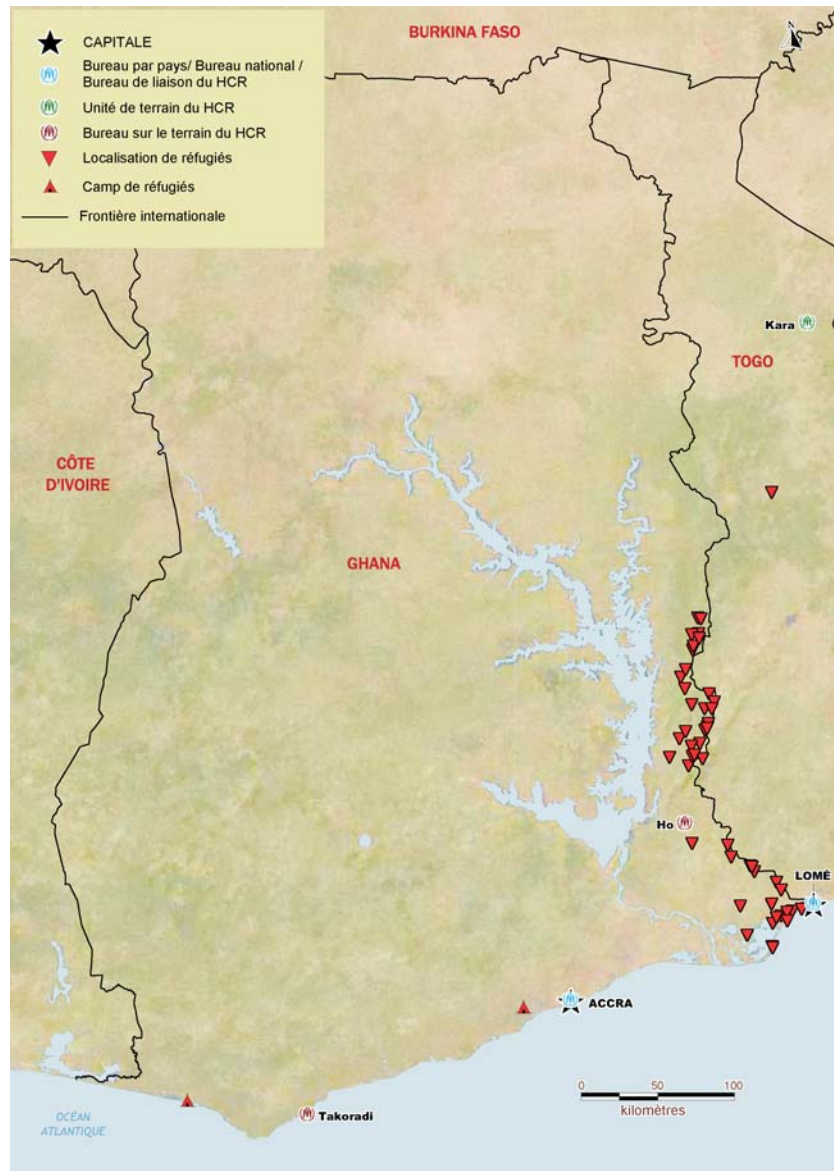 CAPITALE
Bureau par pays/ Bureau national /
Bureau de liaison du HCR
Unité de terrain du HCR
Bureau sur le terrain du HCR
Localisation de réfugiés
Camp de réfugiés
Frontière internationale
BURKINA FASO
Kara
TOGO
CÔTE
D'IVOIRE
GHANA
Ho
LOMÉ
ACCRA
Takoradi
OCÉAN
ATLANTIQUE
0 50 100
kilomètres